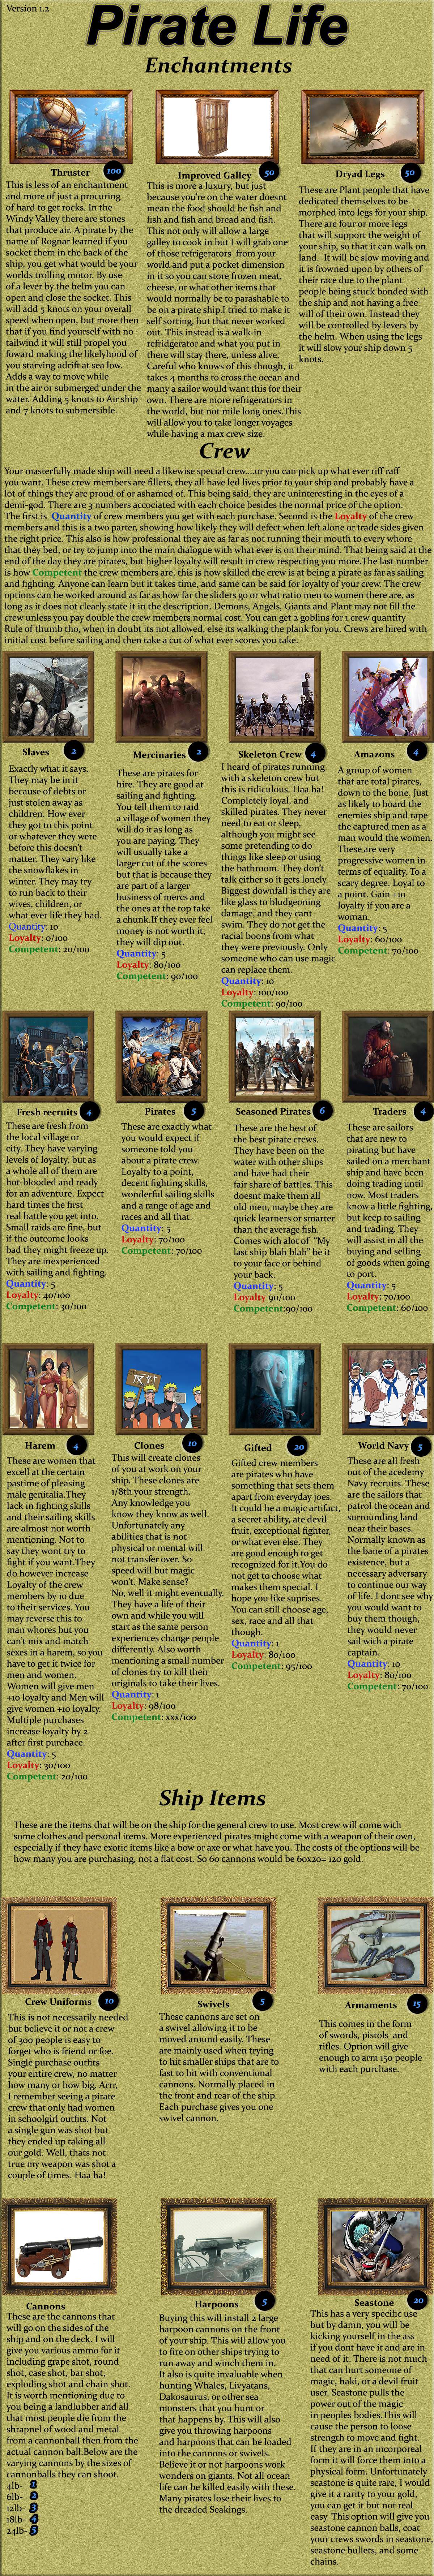 Version 1.2
Pirate Life
Enchantments
Thruster 100
This is less of an enchantment
and more of just a procuring
of hard to get rocks. In the
Windy Valley there are stones
that produce air. A pirate by the
name of Rognar learned if you
socket them in the back of the
ship, you get what would be your
worlds trolling motor. By use
of a lever by the helm you can
open and close the socket. This
will add 5 knots on your overall
speed when open, but more then
that if you find yourself with no
tailwind it will still propel you
foward making the likelyhood of
you starving adrift at sea low.
Adds a way to move while
in the air or submerged under the
water. Adding 5 knots to Air ship
and 7 knots to submersible.
Improved Galley 50
This is more a luxury, but just
because you're on the water doesnt
mean the food should be fish and
fish and fish and bread and fish.
This not only will allow a large
galley to cook in but I will grab one
of those refrigerators from your
world and put a pocket dimension
in it so you can store frozen meat,
cheese, or what other items that
would normally be to parashable to
be on a pirate ship.I tried to make it
self sorting, but that never worked
out. This instead is a walk-in
refridgerator and what you put in
there will stay there, unless alive.
Careful who knows of this though, it
takes 4 months to cross the ocean and
many a sailor would want this for their
own. There are more refrigerators in
the world, but not mile long ones.This
will allow you to take longer voyages
while having a max crew size.
Dryad Legs 50
These are Plant people that have
dedicated themselves to be
morphed into legs for your ship.
There are four or more legs
that will support the weight of
your ship, so that it can walk on
land. It will be slow moving and
it is frowned upon by others of
their race due to the plant
people being stuck bonded with
the ship and not having a free
will of their own. Instead they
will be controlled by levers by
the helm. When using the legs
it will slow your ship down 5
knots.
Crew
Your masterfully made ship will need a likewise special crew....or you can pick up what ever riff raff
you want. These crew members are fillers, they all have led lives prior to your ship and probably have a
lot of things they are proud of or ashamed of. This being said, they are uninteresting in the eyes of a
demi-god. There are 3 numbers associated with each choice besides the normal price of the option.
The first is Quantity of crew members you get with each purchase. Second is the Loyalty of the crew
members and this is a two parter, showing how likely they will defect when left alone or trade sides given
the right price. This also is how professional they are as far as not running their mouth to every whore
that they bed, or try to jump into the main dialogue with what ever is on their mind. That being said at the
end of the day they are pirates, but higher loyalty will result in crew respecting you more.The last number
is how Competent the crew members are, this is how skilled the crew is at being a pirate as far as sailing
and fighting. Anyone can learn but it takes time, and same can be said for loyalty of your crew. The crew
options can be worked around as far as how far the sliders go or what ratio men to women there are, as
long as it does not clearly state it in the description. Demons, Angels, Giants and Plant may not fill the
crew unless you pay double the crew members normal cost. You can get 2 goblins for 1 crew quantity
Rule of thumb tho, when in doubt its not allowed, else its walking the plank for you. Crews are hired with
initial cost before sailing and then take a cut of what ever scores you take.
Slaves 2
Exactly what it says.
They may be in it
because of debts or
just stolen away as
children. How ever
they got to this point
or whatever they were
before this doesn't
matter. They vary like
the snowflakes in
winter. They may try
to run back to their
wives, children, or
what ever life they had.
Quantity: 10
Loyalty: 0/100
Competent: 20/100
Mercinaries 2
These are pirates for
hire. They are good at
sailing and fighting.
You tell them to raid
a village of women they
will do it as long as
you are paying. They
will usually take a
larger cut of the scores
but that is because they
are part of a larger
business of mercs and
the ones at the top take
a chunk.If they ever feel
money is not worth it,
they will dip out.
Quantity: 5
Loyalty: 80/100
Competent: 90/100
Skeleton Crew 4
I heard of pirates running
with a skeleton crew but
this is ridiculous. Haa ha!
Completely loyal, and
skilled pirates. They never
need to eat or sleep,
although you might see
some pretending to do
things like sleep or using
the bathroom. They don't
talk either so it gets lonely.
Biggest downfall is they are
like glass to bludgeoning
damage, and they cant
swim. They do not get the
racial boons from what
they were previously. Only
someone who can use magic
can replace them.
Quantity: 10
Loyalty: 100/100
Competent: 90/100
Amazons 4
A group of women
that are total pirates,
down to the bone. Just
as likely to board the
enemies ship and rape
the captured men as a
man would the women.
These are very
progressive women in
terms of equality. To a
scary degree. Loyal to
a point. Gain +10
loyalty if you are a
woman.
Quantity: 5
Loyalty: 60/100
Competent: 70/100
Fresh recruits 4
These are fresh from
the local village or
city. They have varying
levels of loyalty, but as
a whole all of them are
hot-blooded and ready
for an adventure. Expect
hard times the first
real battle you get into.
Small raids are fine, but
if the outcome looks
bad they might freeze up.
They are inexperienced
with sailing and fighting.
Quantity: 5
Loyalty: 40/100
Competent: 30/100
Pirates 5
These are exactly what
you would expect if
someone told you
about a pirate crew.
Loyalty to a point,
decent fighting skills,
wonderful sailing skills
and a range of age and
races and all that.
Quantity: 5
Loyalty: 70/100
Competent: 70/100
Seasoned Pirates 6
These are the best of
the best pirate crews.
They have been on the
water with other ships
and have had their
fair share of battles. This
doesnt make them all
old men, maybe they are
quick learners or smarter
than the average fish.
Comes with alot of "My
last ship blah blah" be it
to your face or behind
your back.
Quantity: 5
Loyalty 90/100
Competent:90/100
Traders 4
These are sailors
that are new to
pirating but have
sailed on a merchant
ship and have been
doing trading until
now. Most traders
know a little fighting,
but keep to sailing
and trading. They
will assist in all the
buying and selling
of goods when going
to port.
Quantity: 5
Loyalty: 70/100
Competent: 60/100
Harem 4
These are women that
excell at the certain
pastime of pleasing
male genitalia.They
lack in fighting skills
and their sailing skills
are almost not worth
mentioning. Not to
say they wont try to
fight if you want.They
do however increase
Loyalty of the crew
members by 10 due
to their services. You
may reverse this to
man whores but you
can't mix and match
sexes in a harem, so you
have to get it twice for
men and women.
Women will give men
+10 loyalty and Men will
give women +10 loyalty.
Multiple purchases
increase loyalty by 2
after first purchase.
Quantity: 5
Loyalty: 30/100
Competent: 20/100
Clones 10
This will create clones
of you at work on your
ship. These clones are
1/8th your strength.
Any knowledge you
know they know as well.
Unfortunately any
abilities that is not
physical or mental will
not transfer over. So
speed will but magic
won't. Make sense?
No, well it might eventually.
They have a life of their
own and while you will
start as the same person
experiences change people
differently. Also worth
mentioning a small number
of clones try to kill their
originals to take their lives.
Quantity: 1
Loyalty: 98/100
Competent: xxx/100
Gifted 20
Gifted crew members
are pirates who have
something that sets them
apart from everyday joes.
It could be a magic artifact,
a secret ability, ate devil
fruit, exceptional fighter,
or what ever else. They
are good enough to get
recognized for it.You do
not get to choose what
makes them special. I
hope you like suprises.
You can still choose age,
sex, race and all that
though.
Quantity: 1
Loyalty: 80/100
Competent: 95/100
World Navy 5
These are all fresh
out of the acedemy
Navy recruits. These
are the sailors that
patrol the ocean and
surrounding land
near their bases.
Normally known as
the bane of a pirates
existence, but a
necessary adversary
to continue our way
of life. I dont see why
you would want to
buy them though,
they would never
sail with a pirate
captain.
Quantity: 10
Loyalty: 80/100
Competent: 70/100
Ship Items
These are the items that will be on the ship for the general crew to use. Most crew will come with
some clothes and personal items. More experienced pirates might come with a weapon of their own,
especially if they have exotic items like a bow or axe or what have you. The costs of the options will be
how many you are purchasing, not a flat cost. So 60 cannons would be 60x20= 120 gold.
Crew Uniforms 10
This is not necessarily needed
but believe it or not a crew
of 300 people is easy to
forget who is friend or foe.
Single purchase outfits
your entire crew, no matter
how many or how big. Arrr,
I remember seeing a pirate
crew that only had women
in schoolgirl outfits. Not
a single gun was shot but
they ended up taking all
our gold. Well, thats not
true my weapon was shot a
couple of times. Haa ha!
Swivels 5
These cannons are set on
a swivel allowing it to be
moved around easily. These
are mainly used when trying
to hit smaller ships that are to
fast to hit with conventional
cannons. Normally placed in
the front and rear of the ship.
Each purchase gives you one
swivel cannon.
Armaments 15
This comes in the form
of swords, pistols and
rifles. Option will give
enough to arm 150 people
with each purchase.
Cannons
These are the cannons that
will go on the sides of the
ship and on the deck. I will
give you various ammo for it
including grape shot, round
shot, case shot, bar shot,
exploding shot and chain shot.
It is worth mentioning due to
you being a landlubber and all
that most people die from the
shrapnel of wood and metal
from a cannonball then from the
actual cannon ball.Below are the
varying cannons by the sizes of
cannonballs they can shoot.
4lb- 1
6lb- 2
12lb- 3
18lb- 4
24lb- 5
Harpoons 5
Buying this will install 2 large
harpoon cannons on the front
of your ship. This will allow you
to fire on other ships trying to
run away and winch them in.
It also is quite invaluable when
hunting Whales, Livyatans,
Dakosaurus, or other sea
monsters that you hunt or
that happens by. This will also
give you throwing harpoons
and harpoons that can be loaded
into the cannons or swivels.
Believe it or not harpoons work
wonders on giants. Not all ocean
life can be killed easily with these.
Many pirates lose their lives to
the dreaded Seakings.
Seastone 20
This has a very specific use
but by damn, you will be
kicking yourself in the ass
if you dont have it and are in
need of it. There is not much
that can hurt someone of
magic, haki, or a devil fruit
user. Seastone pulls the
power out of the magic
in peoples bodies.This will
cause the person to loose
strength to move and fight.
If they are in an incorporeal
form it will force them into a
physical form. Unfortunately
seastone is quite rare, I would
give it a rarity to your gold,
you can get it but not real
easy. This option will give you
seastone cannon balls, coat
your crews swords in seastone,
seastone bullets, and some
chains.